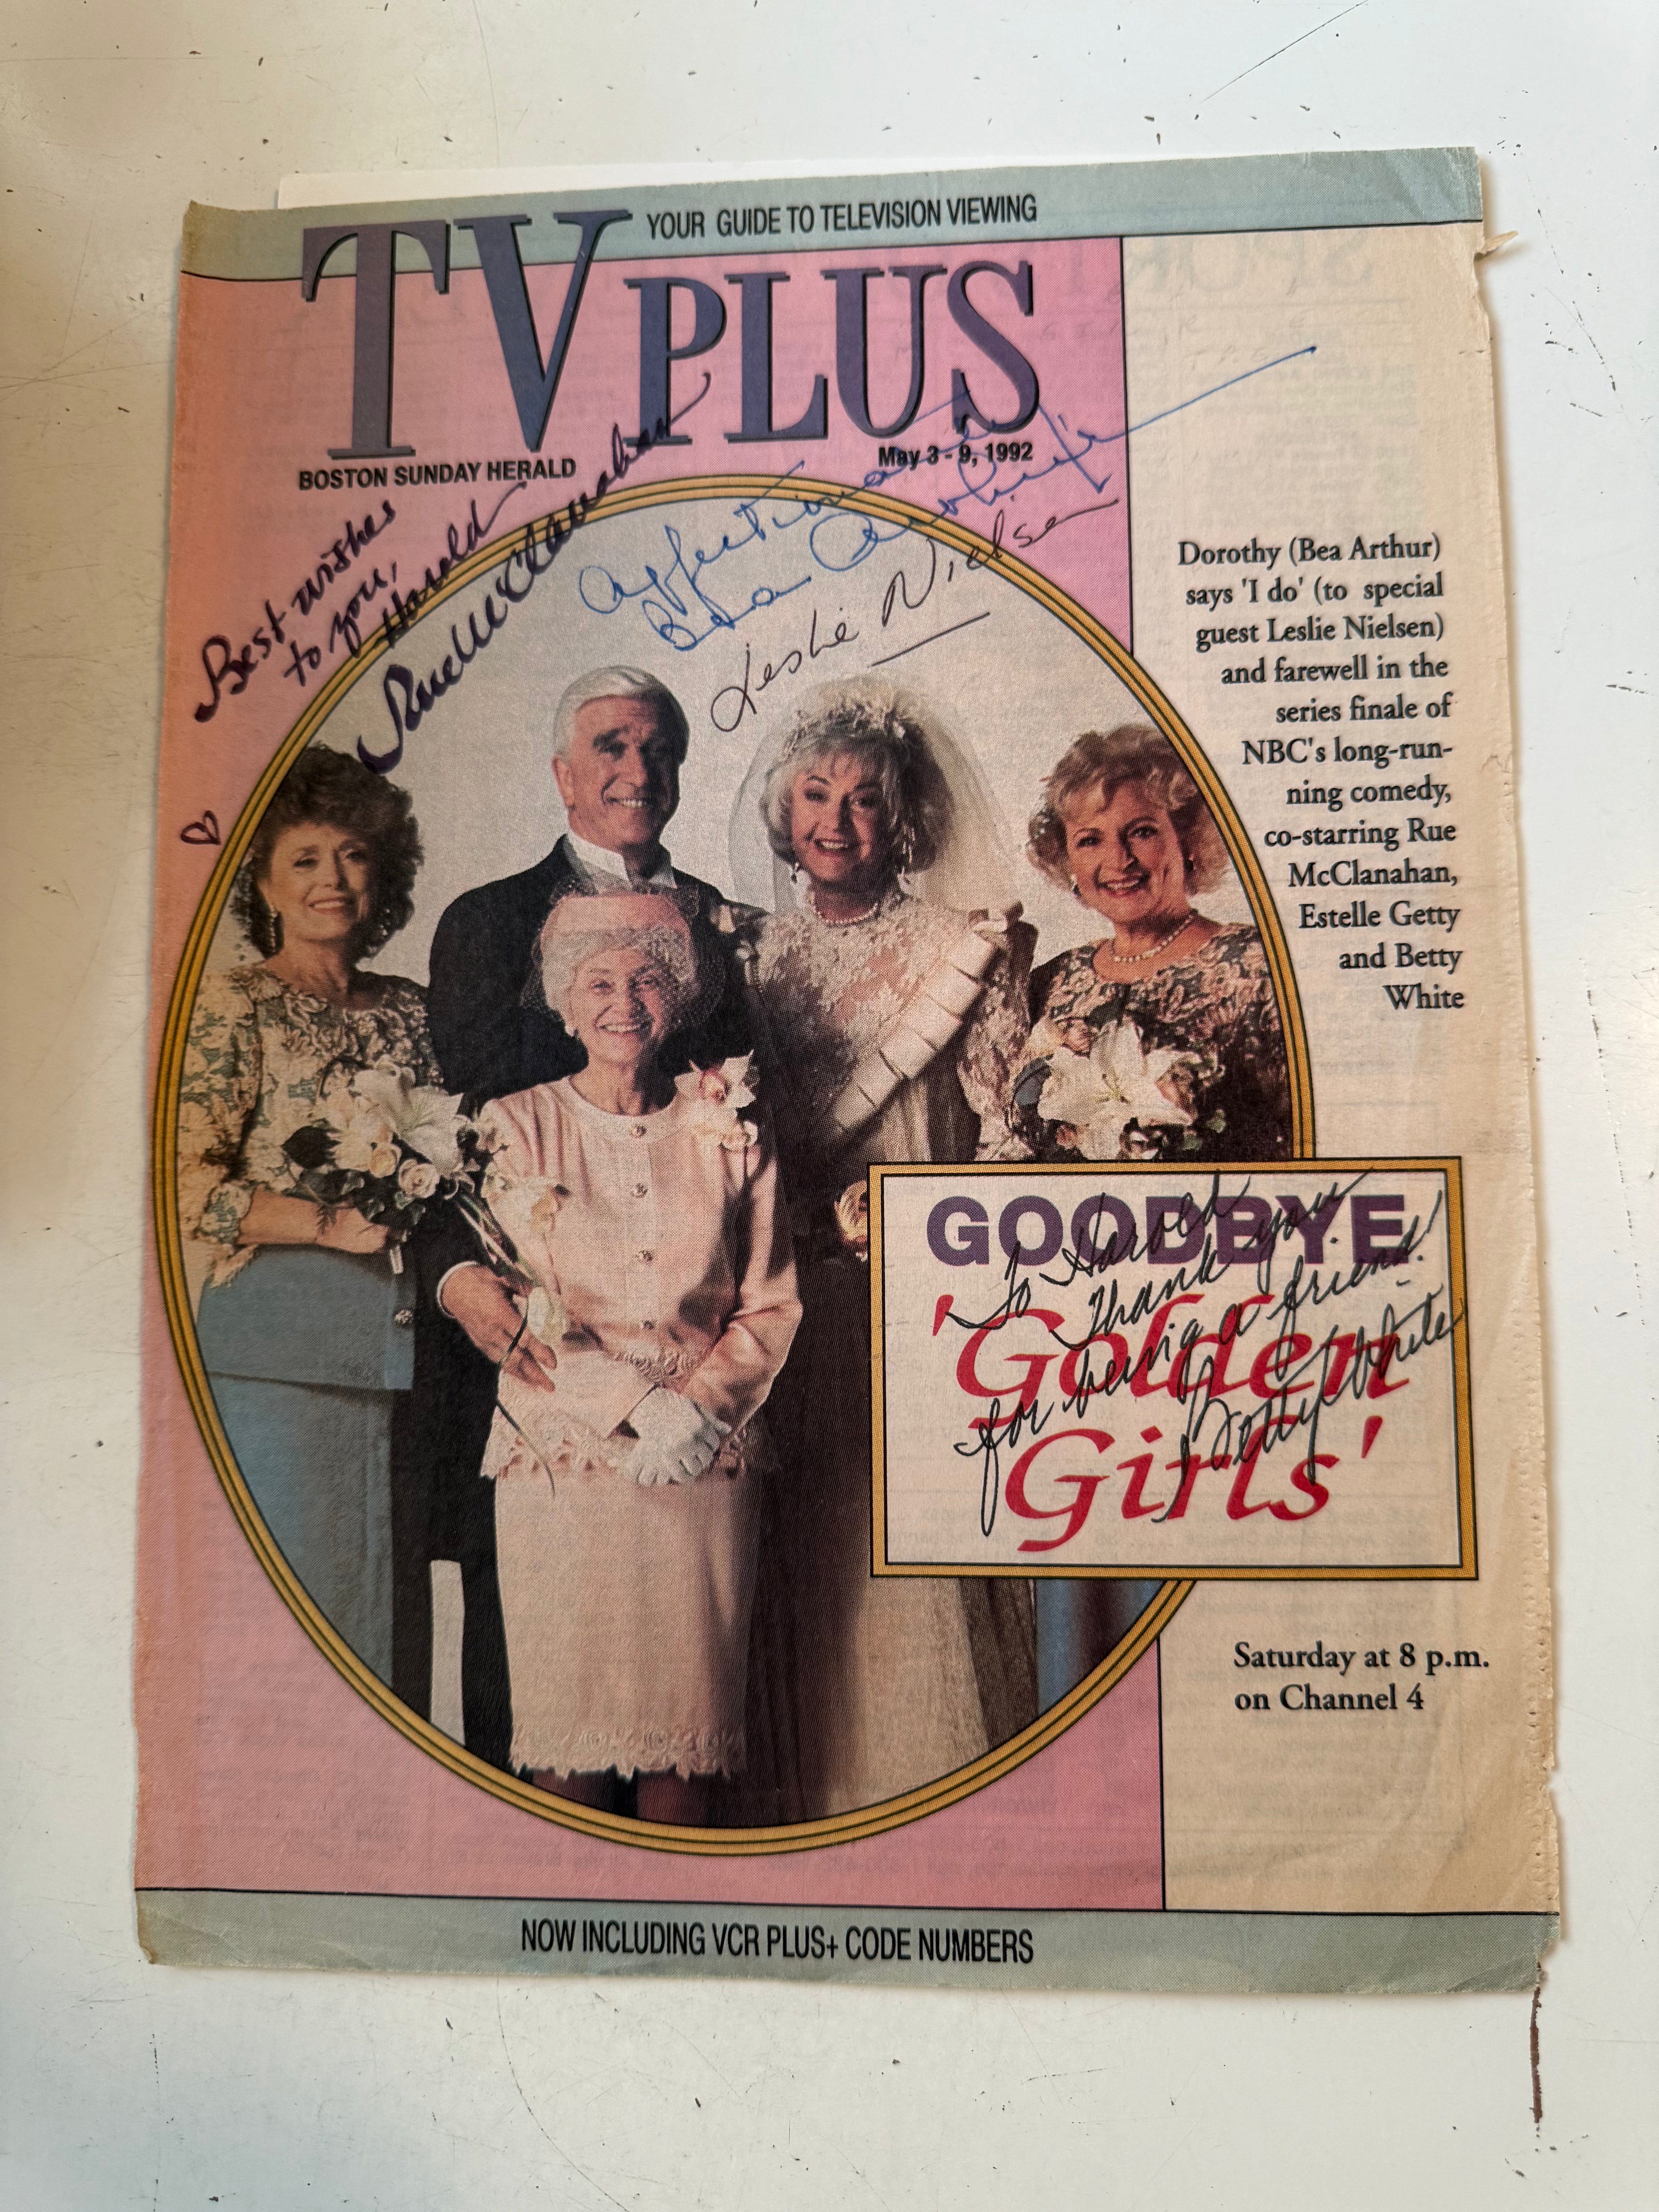 YOUR GUIDE TO TELEVISION VIEWING
TV PLUS
BOSTON SUNDAY HERALD
May 3 - 9, 1992
Best wishes
to you,
Harold
Rue McClanahan
Affectionately
Bea Arthur
Leslie Nielsen
Dorothy (Bea Arthur)
says 'I do' (to special
guest Leslie Nielsen)
and farewell in the
series finale of
NBC's long-run-
ning comedy,
co-starring Rue
McClanahan,
Estelle Getty
and Betty
White
GOODBYE
'Golden
Girls'
To Harold
Thank you
for being a friend!
Betty White
Saturday at 8 p.m.
on Channel 4
NOW INCLUDING VCR PLUS+ CODE NUMBERS